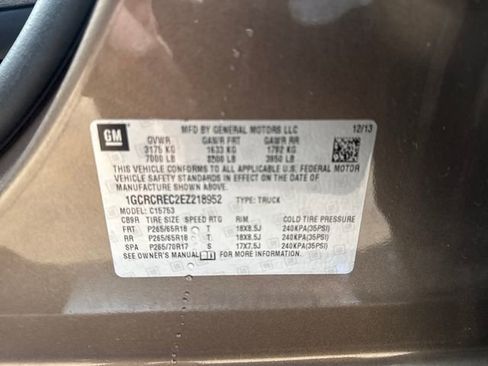 GM
MFD BY GENERAL MOTORS LLC 12/13
GVWR GAWR FRT GAWR RR
3175 KG 1633 KG 1792 KG
7000 LB 3600 LB 3950 LB
THIS VEHICLE CONFORMS TO ALL APPLICABLE U.S. FEDERAL MOTOR
VEHICLE SAFETY STANDARDS IN EFFECT ON THE DATE OF
MANUFACTURE SHOWN ABOVE.
1GCRCREC2EZ218952 TYPE: TRUCK
MODEL: C15753
CB9R TIRE SIZE SPEED RTG RIM COLD TIRE PRESSURE
FRT P265/65R18 T 18X8.5J 240KPA(35PSI)
RR P265/65R18 T 18X8.5J 240KPA(35PSI)
SPA P265/70R17 S 17X7.5J 240KPA(35PSI)
SEE OWNER'S MANUAL FOR MORE INFORMATION.